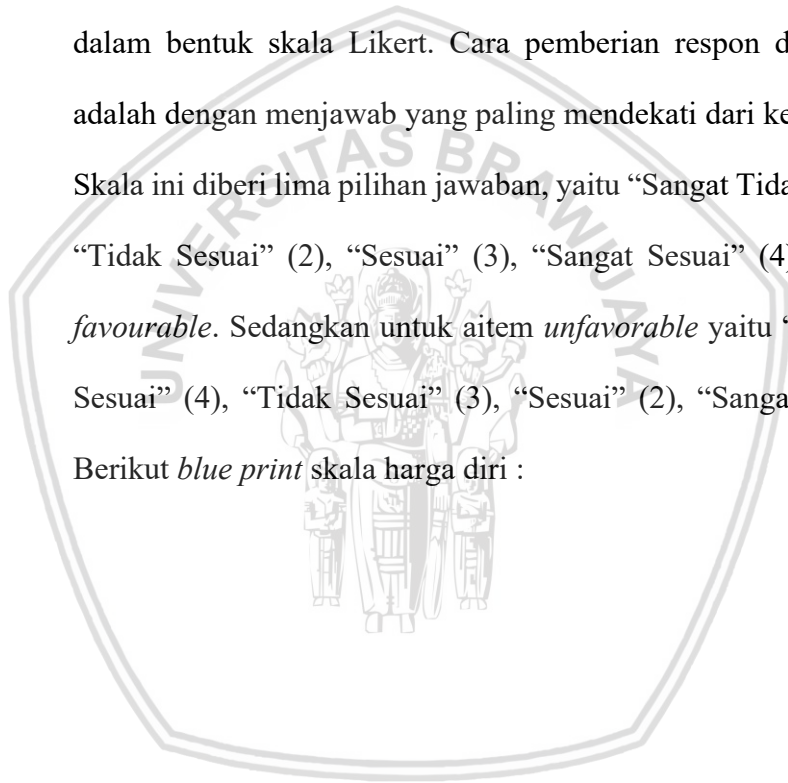 dalam bentuk skala Likert. Cara pemberian respon d
adalah dengan menjawab yang paling mendekati dari ke
Skala ini diberi lima pilihan jawaban, yaitu “Sangat Tida
“Tidak Sesuai” (2), “Sesuai” (3), “Sangat Sesuai” (4)
favourable. Sedangkan untuk aitem unfavorable yaitu “
Sesuai” (4), “Tidak Sesuai” (3), “Sesuai” (2), “Sanga
Berikut blue print skala harga diri :
UNIVERSITAS BRAWIJAYA